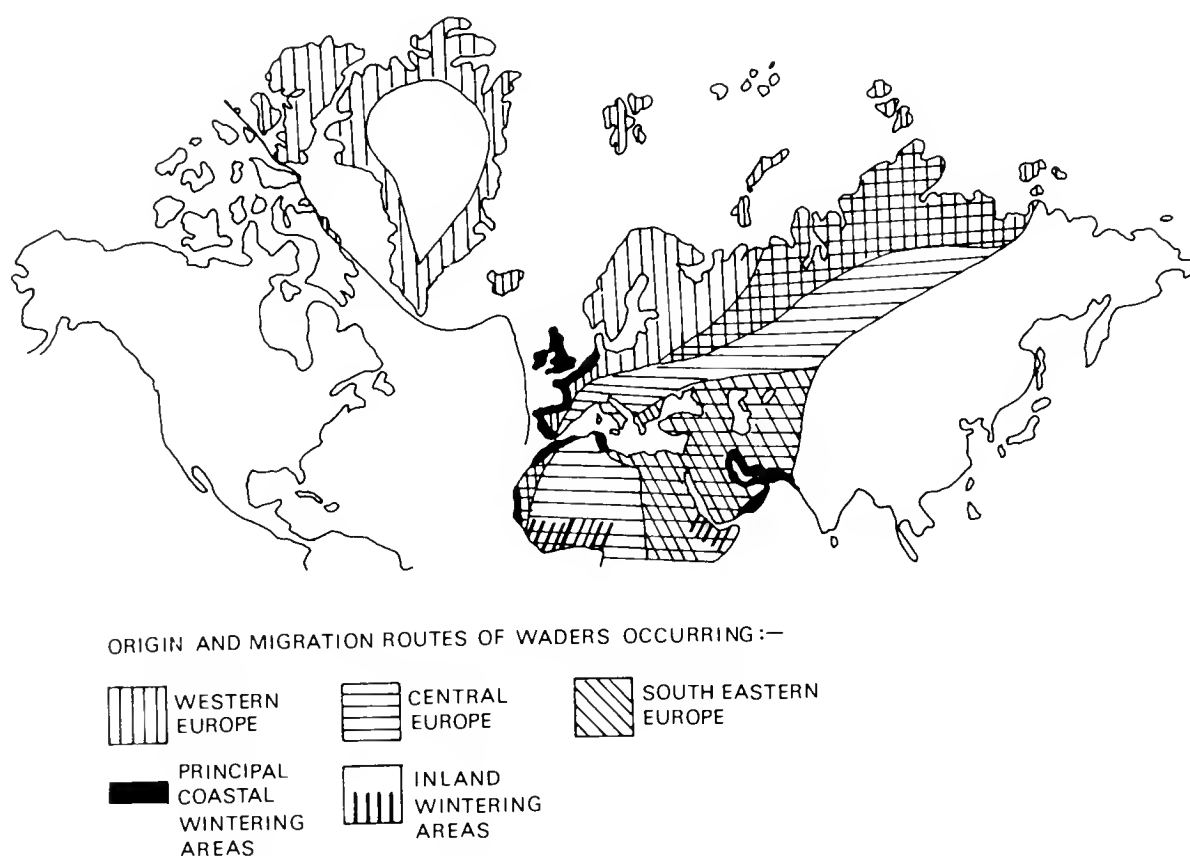 ORIGIN AND MIGRATION ROUTES OF WADERS OCCURRING :—
WESTERN
EUROPE
CENTRAL
EUROPE
SOUTH EASTERN
EUROPE
PRINCIPAL
COASTAL
WINTERING
AREAS
INLAND
WINTERING
AREAS